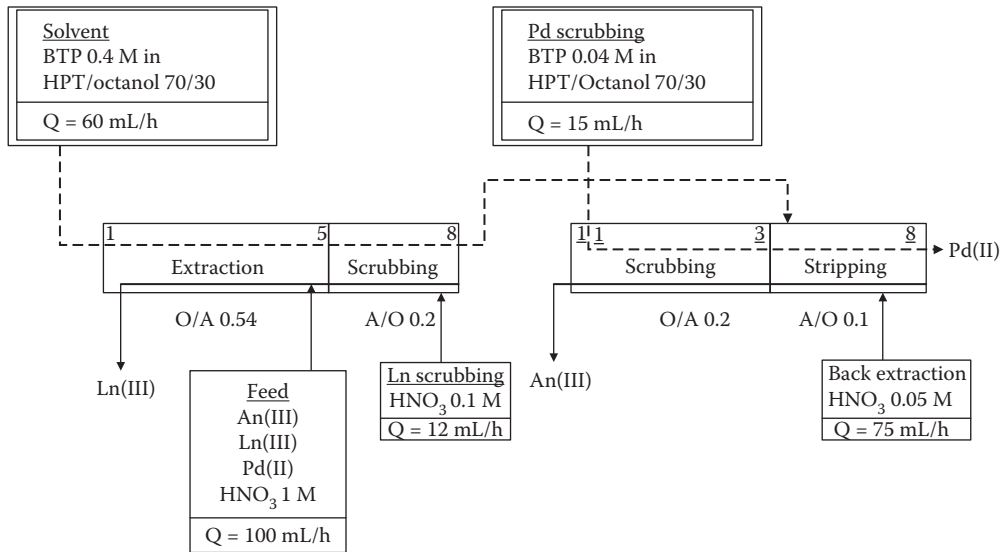 Solvent
BTP 0.4 M in
HPT/octanol 70/30
Q = 60 mL/h
Pd scrubbing
BTP 0.04 M in
HPT/Octanol 70/30
Q = 15 mL/h
1 5 8
Extraction Scrubbing
1 1 3 8
Scrubbing Stripping
Pd(II)
O/A 0.54 A/O 0.2
O/A 0.2 A/O 0.1
Ln(III)
Feed
An(III)
Ln(III)
Pd(II)
HNO3 1 M
Q = 100 mL/h
Ln scrubbing
HNO3 0.1 M
Q = 12 mL/h
An(III)
Back extraction
HNO3 0.05 M
Q = 75 mL/h